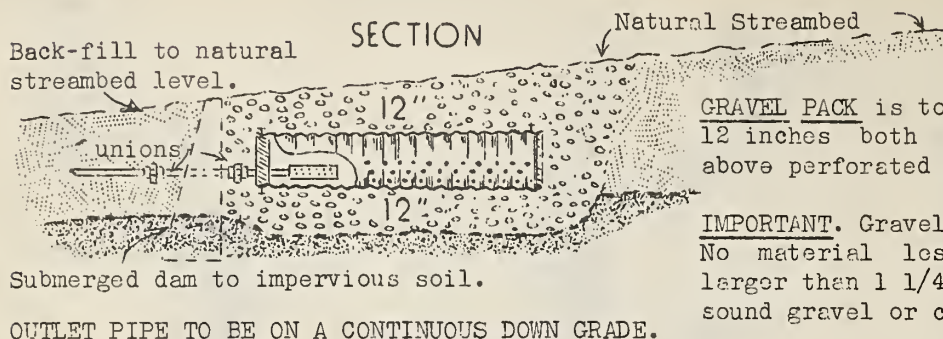 SECTION
Natural Streambed
Back-fill to natural
streambed level.
12"
unions
12"
Submerged dam to impervious soil.
OUTLET PIPE TO BE ON A CONTINUOUS DOWN GRADE.
GRAVEL PACK is to
12 inches both
above perforated
IMPORTANT. Gravel
No material less
larger than 1 1/4
sound gravel or c